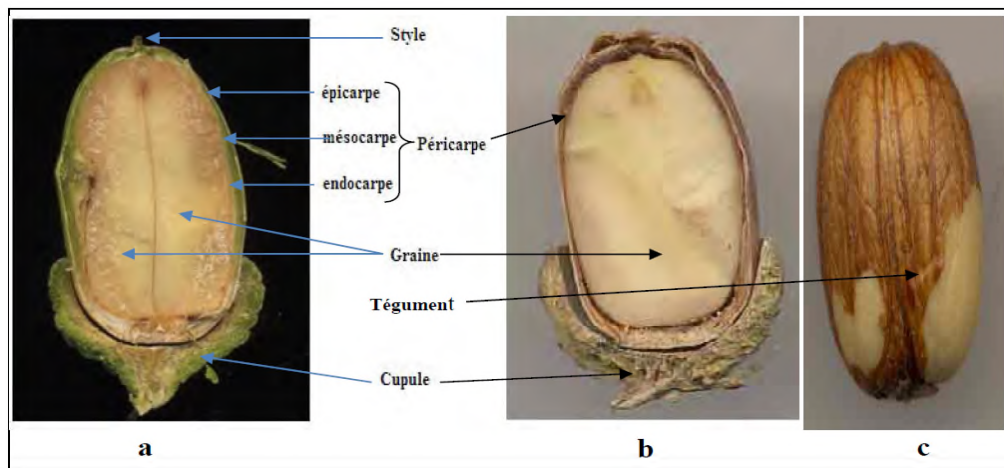 Style
épicarpe
mésocarpe
Péricarpe
endocarpe
Graine
Tégument
Cupule
a
b
c